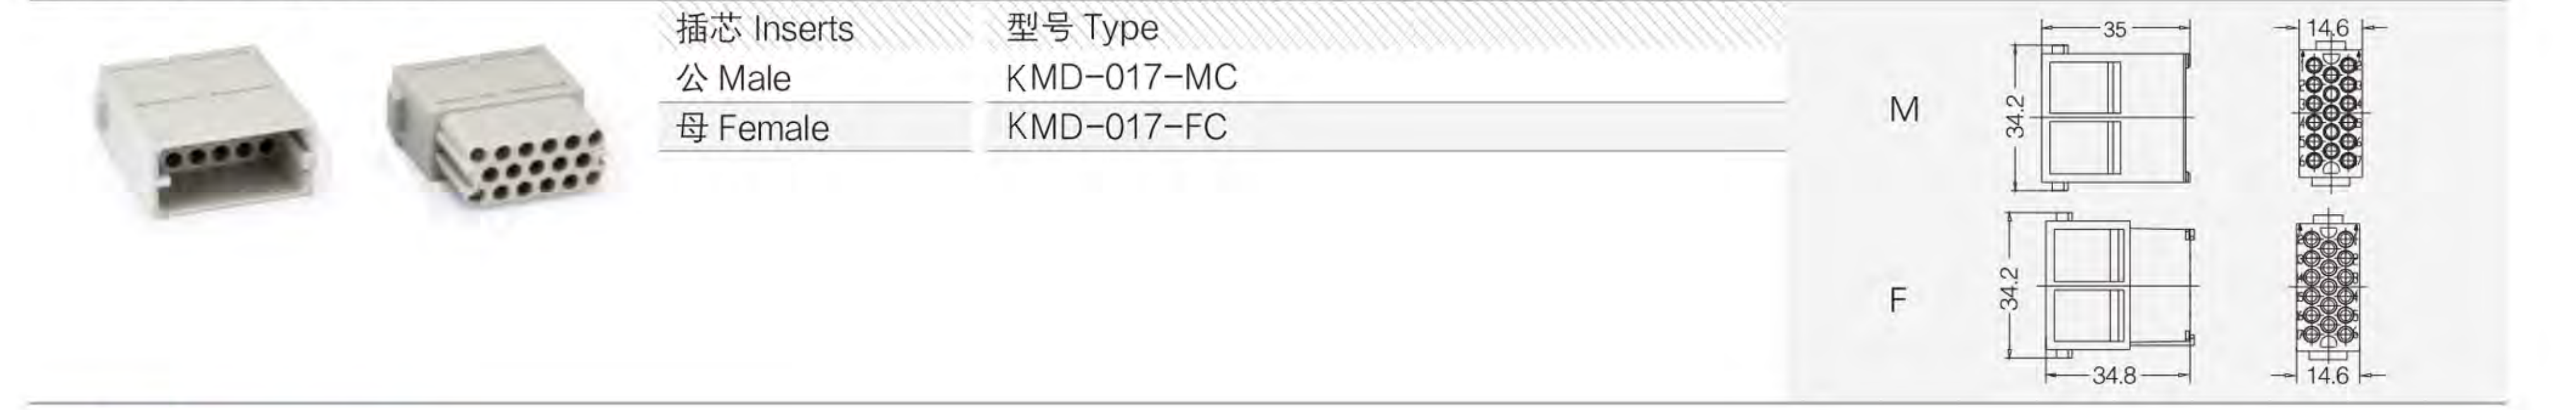 插芯 Inserts 型号 Type
公 Male KMD-017-MC
母 Female KMD-017-FC
M
35
34.2
14.6
F
34.2
34.8
14.6